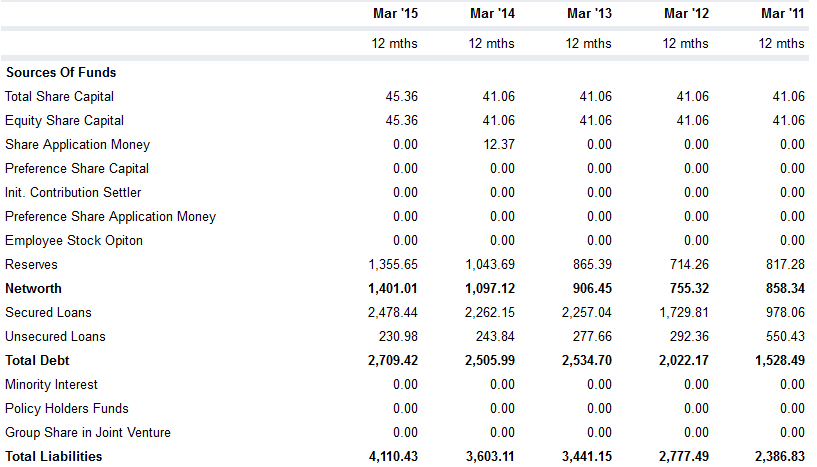 Mar '15 Mar '14 Mar '13 Mar '12 Mar '11
12 mths 12 mths 12 mths 12 mths 12 mths
Sources Of Funds
Total Share Capital 45.36 41.06 41.06 41.06 41.06
Equity Share Capital 45.36 41.06 41.06 41.06 41.06
Share Application Money 0.00 12.37 0.00 0.00 0.00
Preference Share Capital 0.00 0.00 0.00 0.00 0.00
Init. Contribution Settler 0.00 0.00 0.00 0.00 0.00
Preference Share Application Money 0.00 0.00 0.00 0.00 0.00
Employee Stock Opiton 0.00 0.00 0.00 0.00 0.00
Reserves 1,355.65 1,043.69 865.39 714.26 817.28
Networth 1,401.01 1,097.12 906.45 755.32 858.34
Secured Loans 2,478.44 2,262.15 2,257.04 1,729.81 978.06
Unsecured Loans 230.98 243.84 277.66 292.36 550.43
Total Debt 2,709.42 2,505.99 2,534.70 2,022.17 1,528.49
Minority Interest 0.00 0.00 0.00 0.00 0.00
Policy Holders Funds 0.00 0.00 0.00 0.00 0.00
Group Share in Joint Venture 0.00 0.00 0.00 0.00 0.00
Total Liabilities 4,110.43 3,603.11 3,441.15 2,777.49 2,386.83